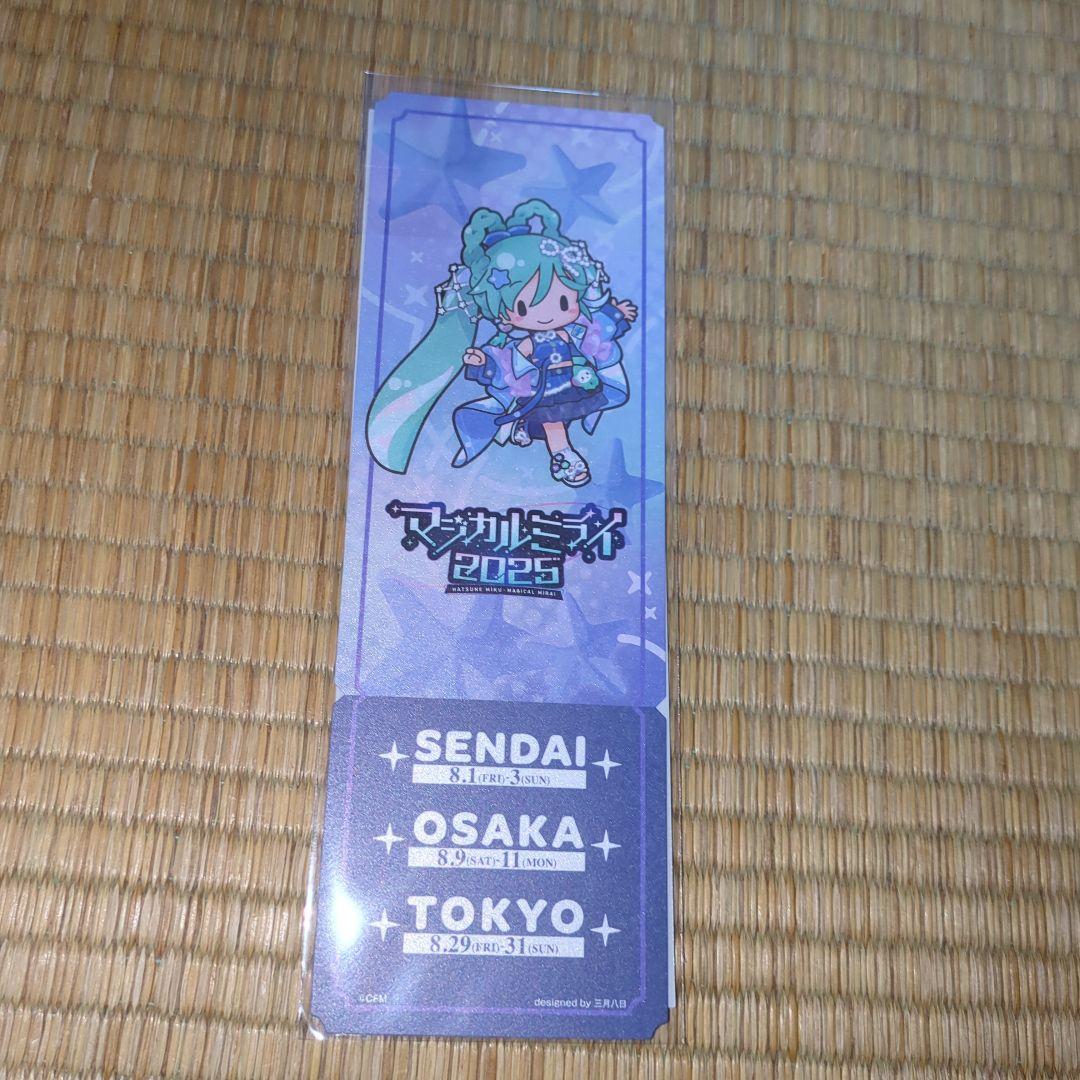 マジカルミライ
2025
HATSUNE MIKU・MAGICAL MIRAI
SENDAI
8.1(FRI)-3(SUN)
OSAKA
8.9(SAT)-11(MON)
TOKYO
8.29(FRI)-31(SUN)
©CFM
designed by 三月八日